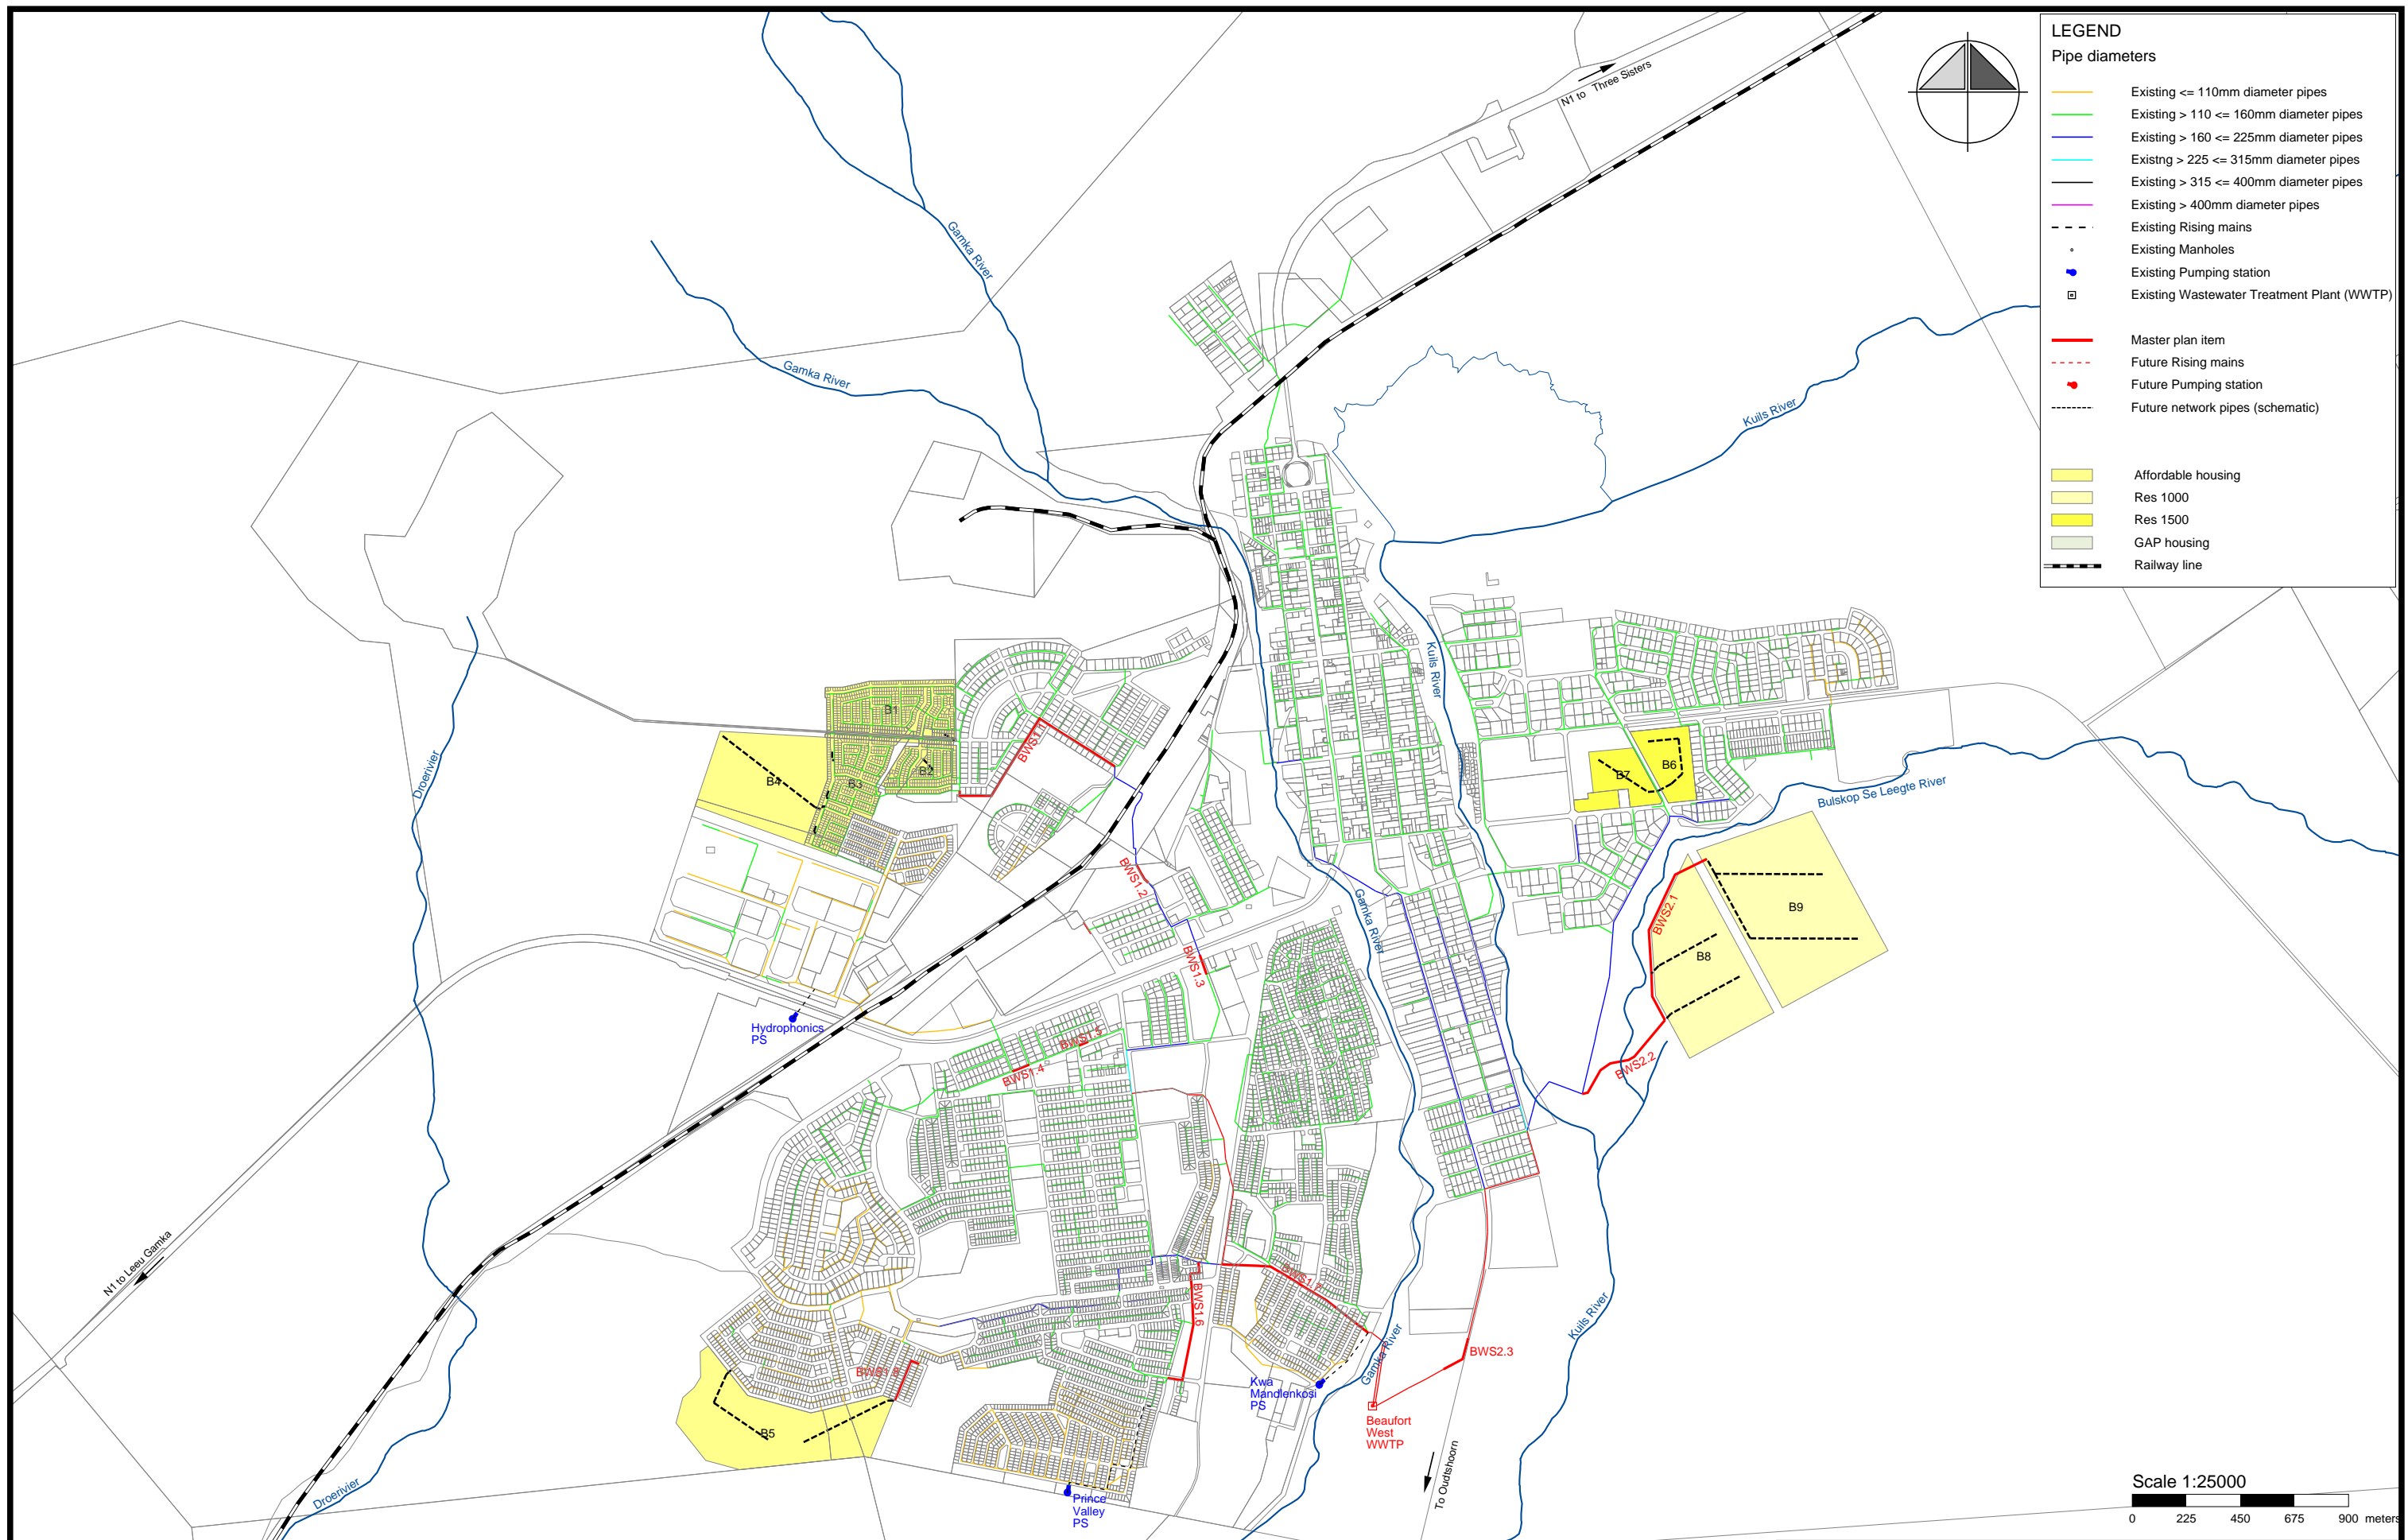 LEGEND
Pipe diameters
Existing <= 110mm diameter pipes
Existing > 110 <= 160mm diameter pipes
Existing > 160 <= 225mm diameter pipes
Existng > 225 <= 315mm diameter pipes
Existing > 315 <= 400mm diameter pipes
Existing > 400mm diameter pipes
Existing Rising mains
Existing Manholes
Existing Pumping station
Existing Wastewater Treatment Plant (WWTP)
Master plan item
Future Rising mains
Future Pumping station
Future network pipes (schematic)
Affordable housing
Res 1000
Res 1500
GAP housing
Railway line
N1 to Three Sisters
Gamka River
Gamka River
Kuils River
Kuils River
B1
BWS1.1
B2
B4
B3
B7
B6
Droerivier
Bulskop Se Leegte River
BWS1.2
BWS2.1
B9
Gamka River
B8
BWS1.3
Hydrophonics
PS
BWS1.5
BWS1.4
BWS2.2
N1 to Leeu Gamka
BWS1.7
BWS1.6
Kuils River
BWS2.3
Gamka River
BWS1.8
Kwa
Mandlenkosi
PS
Beaufort
West
WWTP
B5
To Oudtshoorn
Droerivier
Prince
Valley
PS
Scale 1:25000
0 225 450 675 900 meters